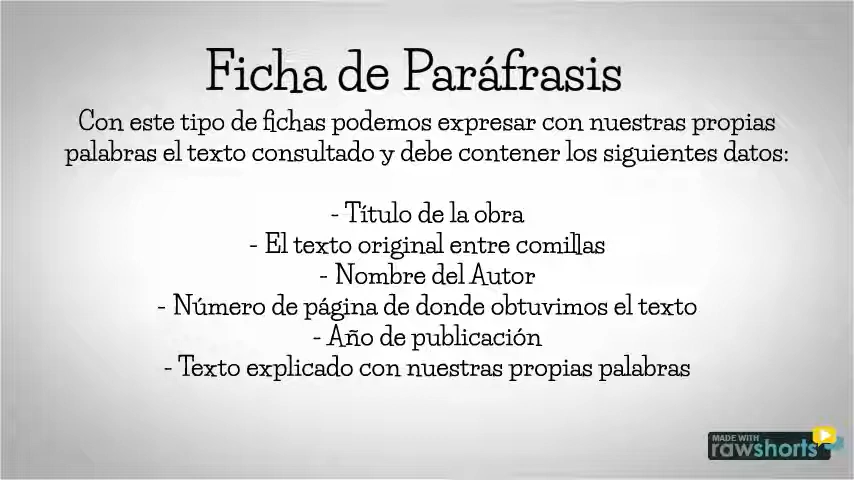 Ficha de Paráfrasis
Con este tipo de fichas podemos expresar con nuestras propias
palabras el texto consultado y debe contener los siguientes datos:
- Título de la obra
- El texto original entre comillas
- Nombre del Autor
- Número de página de donde obtuvimos el texto
- Año de publicación
- Texto explicado con nuestras propias palabras
MADE WITH
rawshorts